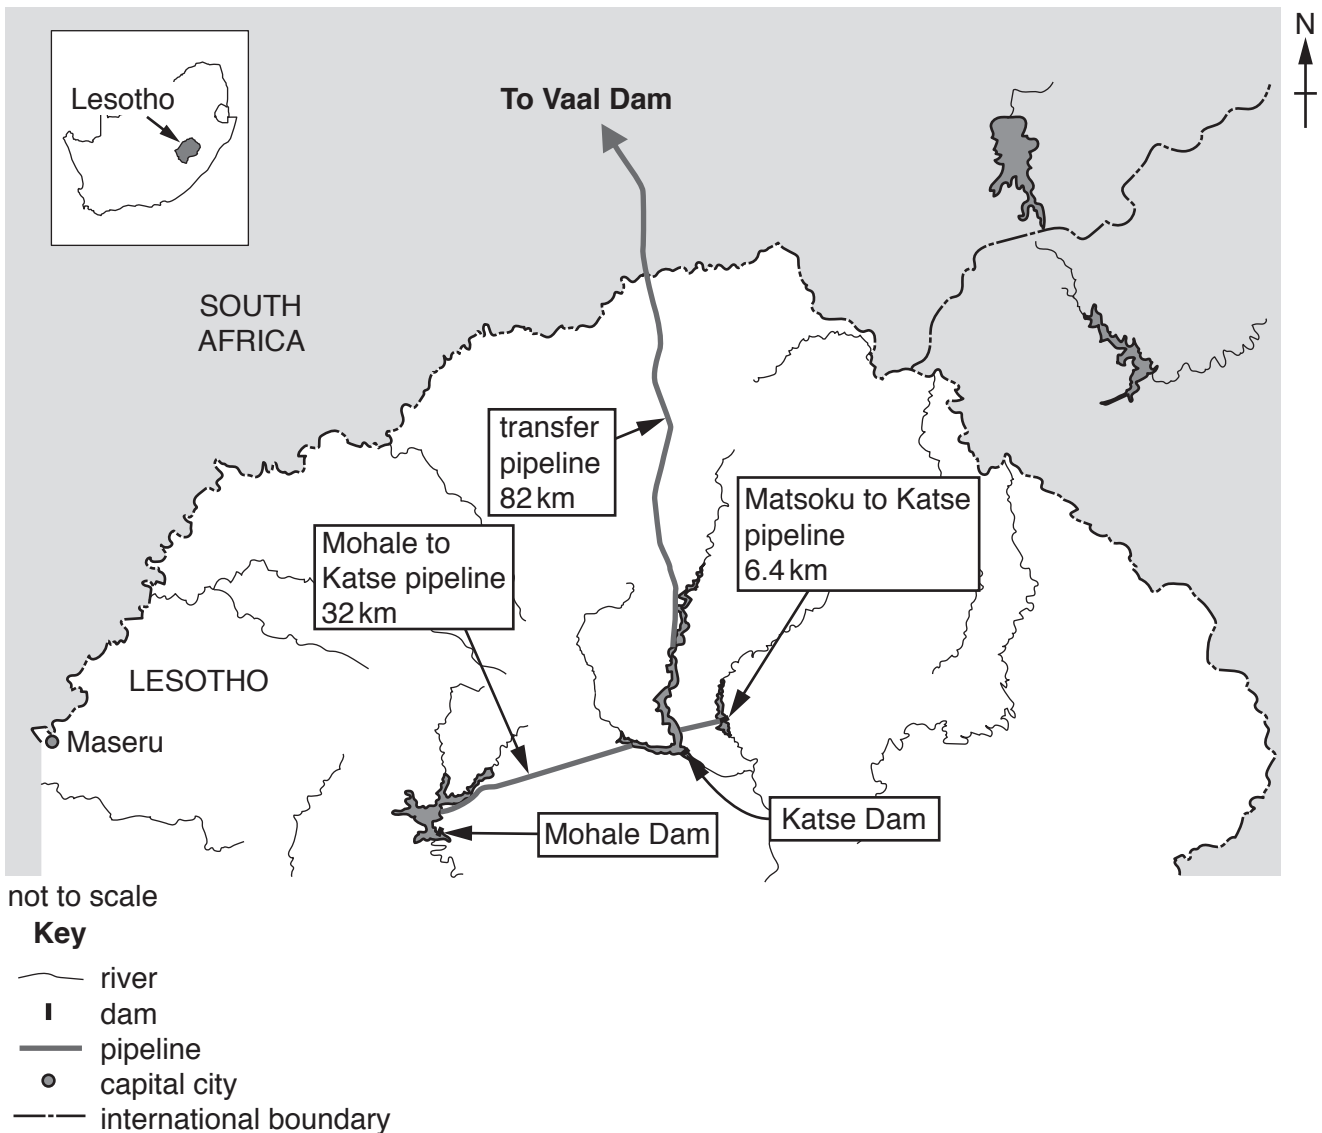 N
Lesotho
To Vaal Dam
SOUTH
AFRICA
transfer
pipeline
82 km
Matsoku to Katse
pipeline
6.4 km
Mohale to
Katse pipeline
32 km
LESOTHO
Maseru
Katse Dam
Mohale Dam
not to scale
Key
river
dam
pipeline
capital city
international boundary